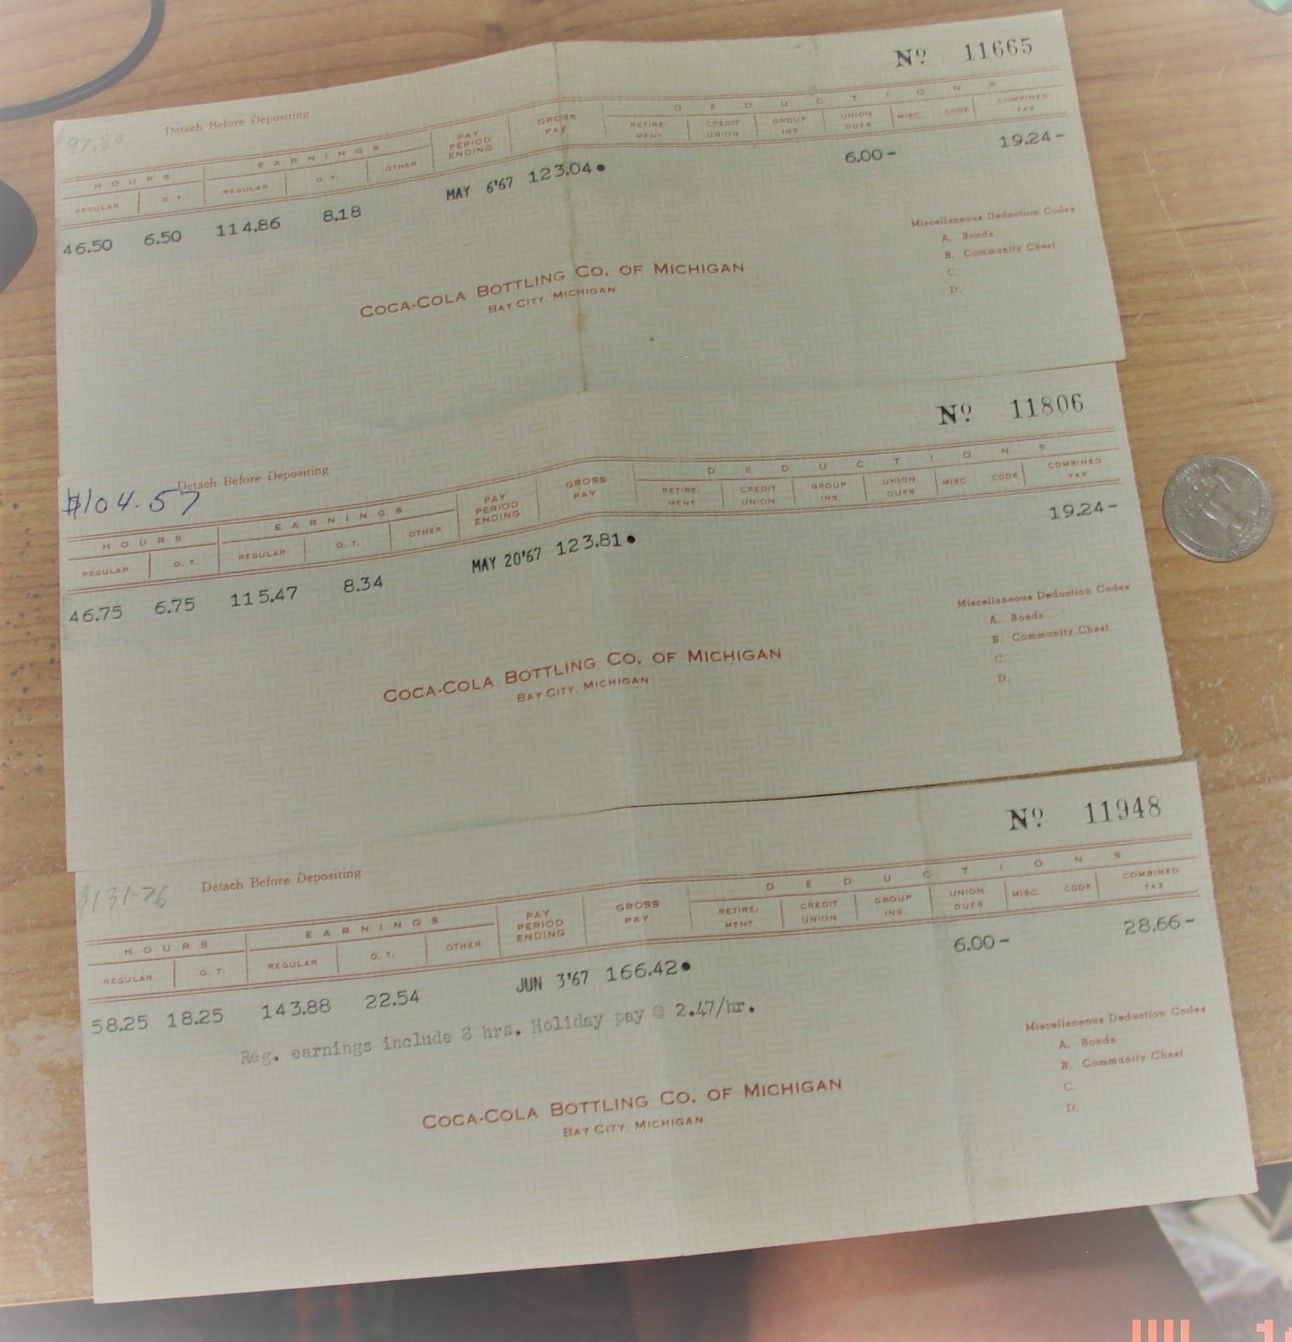 Nº 11665
$97.80
Detach Before Depositing
HOURS EARNINGS PAY PERIOD ENDING GROSS PAY DEDUCTIONS
REGULAR O.T. REGULAR O.T. OTHER RETIRE-MENT CREDIT UNION GROUP INS. UNION DUES MISC. CODE COMBINED TAX
46.50 6.50 114.86 8.18 MAY 6'67 123.04• 6.00- 19.24-
Miscellaneous Deduction Codes
A. Bonds
B. Community Chest
C.
D.
COCA-COLA BOTTLING CO. OF MICHIGAN
BAY CITY, MICHIGAN
Nº 11806
$104.57
Detach Before Depositing
HOURS EARNINGS PAY PERIOD ENDING GROSS PAY DEDUCTIONS
REGULAR O.T. REGULAR O.T. OTHER RETIRE-MENT CREDIT UNION GROUP INS. UNION DUES MISC. CODE COMBINED TAX
46.75 6.75 115.47 8.34 MAY 20'67 123.81• 19.24-
Miscellaneous Deduction Codes
A. Bonds
B. Community Chest
C.
D.
COCA-COLA BOTTLING CO. OF MICHIGAN
BAY CITY, MICHIGAN
Nº 11948
$131.76
Detach Before Depositing
HOURS EARNINGS PAY PERIOD ENDING GROSS PAY DEDUCTIONS
REGULAR O.T. REGULAR O.T. OTHER RETIRE-MENT CREDIT UNION GROUP INS. UNION DUES MISC. CODE COMBINED TAX
58.25 18.25 143.88 22.54 JUN 3'67 166.42• 6.00- 28.66-
Reg. earnings include 8 hrs. Holiday pay @ 2.47/hr.
Miscellaneous Deduction Codes
A. Bonds
B. Community Chest
C.
D.
COCA-COLA BOTTLING CO. OF MICHIGAN
BAY CITY, MICHIGAN